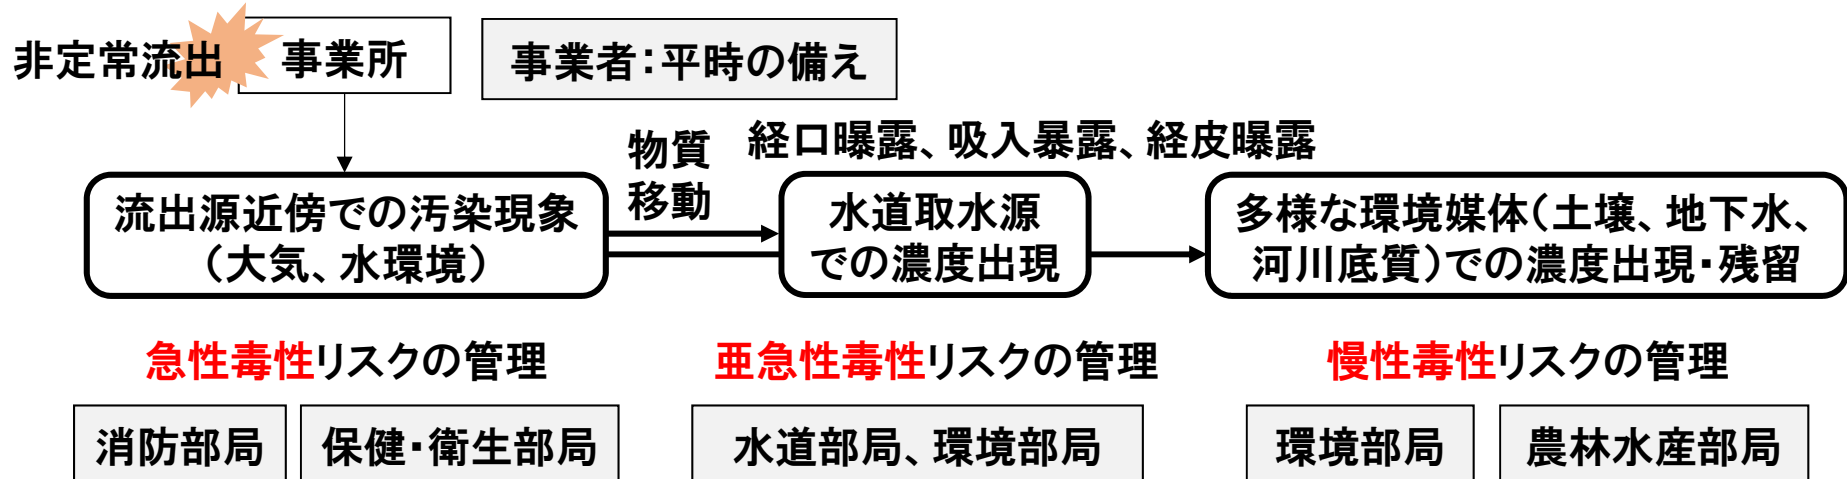 非定常流出
事業所
事業者：平時の備え
物質
移動
経口曝露、吸入暴露、経皮曝露
流出源近傍での汚染現象
（大気、水環境）
水道取水源
での濃度出現
多様な環境媒体（土壌、地下水、
河川底質）での濃度出現・残留
急性毒性リスクの管理
亜急性毒性リスクの管理
慢性毒性リスクの管理
消防部局
保健・衛生部局
水道部局、環境部局
環境部局
農林水産部局